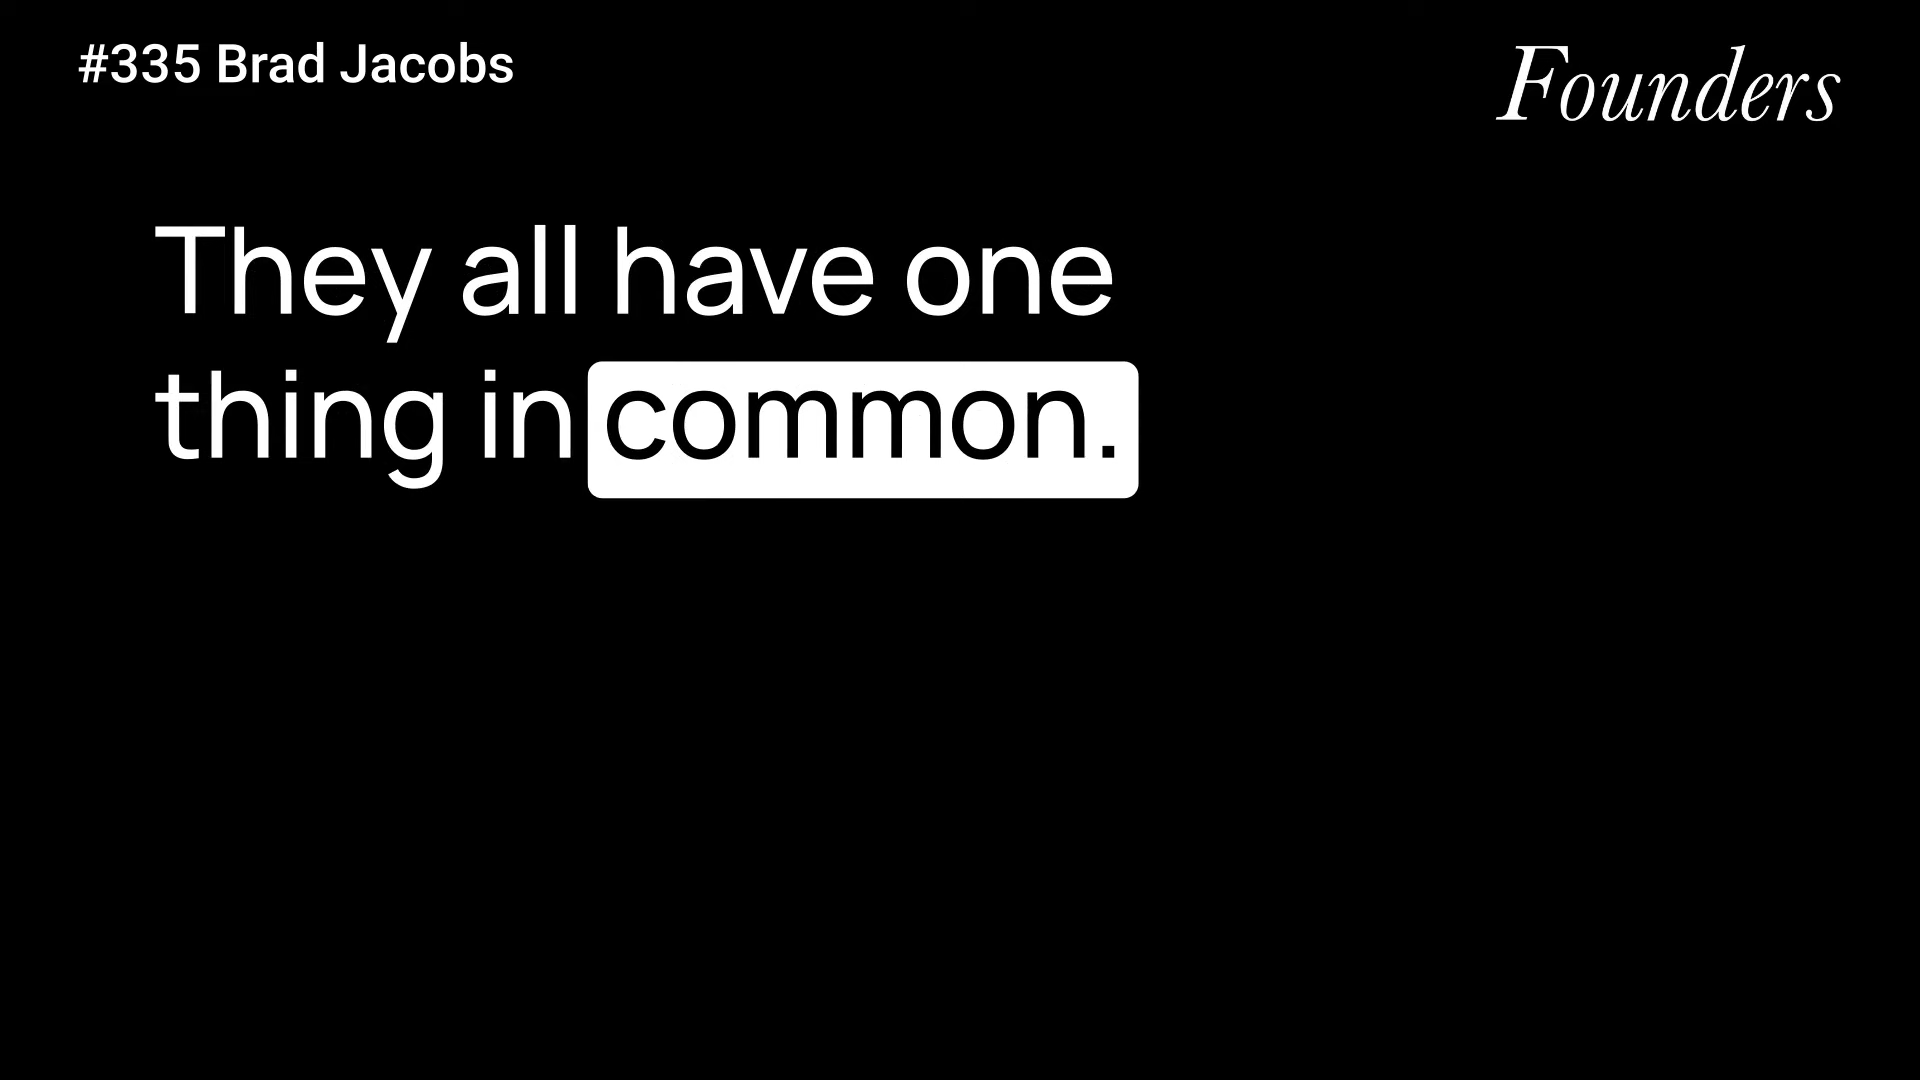 #335 Brad Jacobs
Founders
They all have one
thing in common.